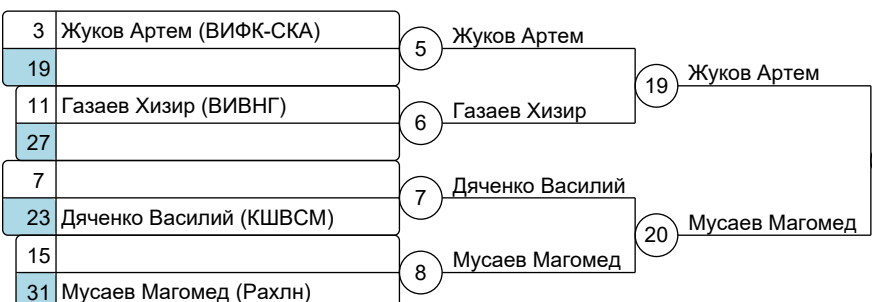 3 Жуков Артем (ВИФК-СКА)
19
11 Газаев Хизир (ВИВНГ)
27
7
23 Дяченко Василий (КШВСМ)
15
31 Мусаев Магомед (Рахлн)
5 Жуков Артем
6 Газаев Хизир
7 Дяченко Василий
8 Мусаев Магомед
19 Жуков Артем
20 Мусаев Магомед